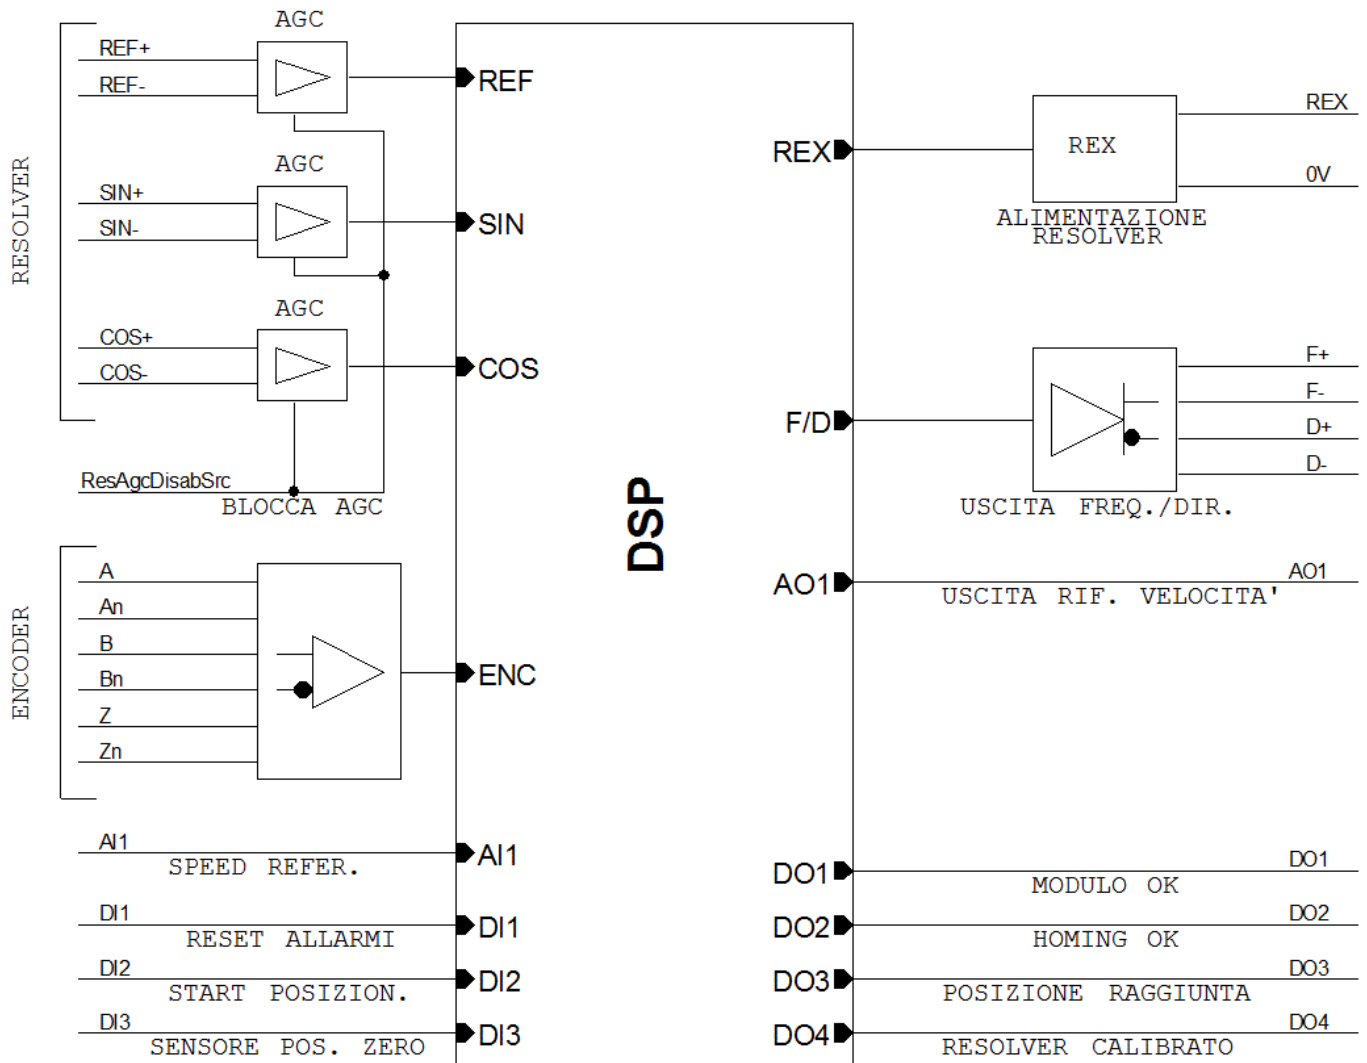 AGC
REF+
REF-
REF
RESOLVER
AGC
SIN+
SIN-
SIN
AGC
COS+
COS-
COS
ResAgcDisabSrc
BLOCCA AGC
ENCODER
A
An
B
Bn
Z
Zn
ENC
AI1
SPEED REFER.
AI1
DI1
RESET ALLARMI
DI1
DI2
START POSIZION.
DI2
DI3
SENSORE POS. ZERO
DI3
DSP
REX
REX
REX
0V
ALIMENTAZIONE
RESOLVER
F/D
F+
F-
D+
D-
USCITA FREQ./DIR.
AO1
AO1
USCITA RIF. VELOCITA'
DO1
DO1
MODULO OK
DO2
DO2
HOMING OK
DO3
DO3
POSIZIONE RAGGIUNTA
DO4
DO4
RESOLVER CALIBRATO